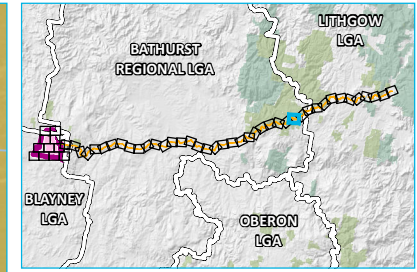 LITHGOW
LGA
BATHURST
REGIONAL LGA
BLAYNEY
LGA
OBERON
LGA